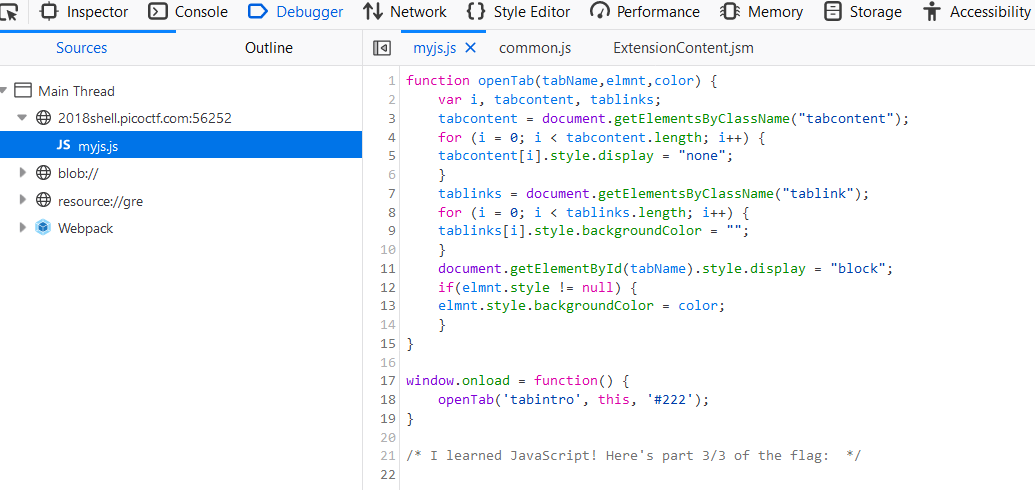 Inspector Console Debugger Network Style Editor Performance Memory Storage Accessibility
Sources Outline myjs.js common.js ExtensionContent.jsm
Main Thread
2018shell.picoctf.com:56252
JS myjs.js
blob://
resource://gre
Webpack
1 function openTab(tabName,elmnt,color) {
2 var i, tabcontent, tablinks;
3 tabcontent = document.getElementsByClassName("tabcontent");
4 for (i = 0; i < tabcontent.length; i++) {
5 tabcontent[i].style.display = "none";
6 }
7 tablinks = document.getElementsByClassName("tablink");
8 for (i = 0; i < tablinks.length; i++) {
9 tablinks[i].style.backgroundColor = "";
10 }
11 document.getElementById(tabName).style.display = "block";
12 if(elmnt.style != null) {
13 elmnt.style.backgroundColor = color;
14 }
15 }
16
17 window.onload = function() {
18 openTab('tabintro', this, '#222');
19 }
20
21 /* I learned JavaScript! Here's part 3/3 of the flag:  */
22